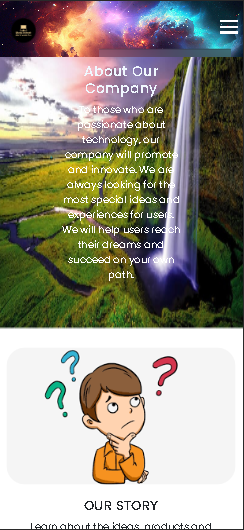 About Our
Company
To those who are
passionate about
technology, our
company will promote
and innovate. We are
always looking for the
most special ideas and
experiences for users.
We will help users reach
their dreams and
succeed on your own
path.
OUR STORY
Learn about the ideas, products and